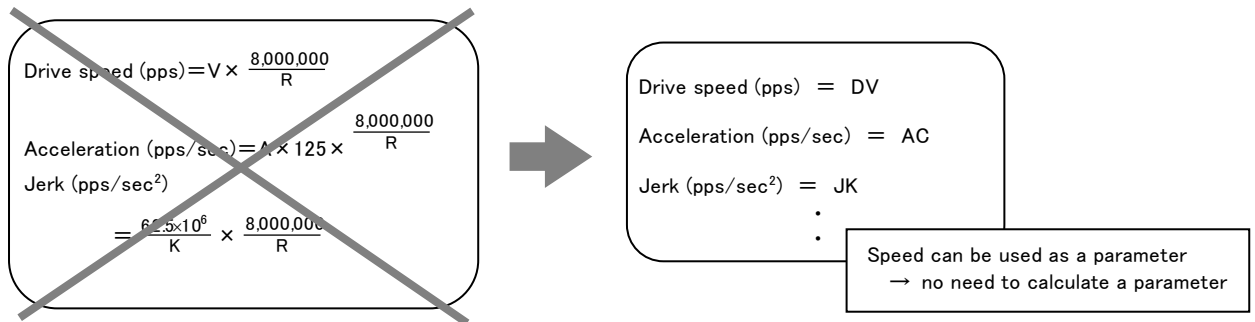 Drive speed (pps)＝V × 8,000,000
R
Acceleration (pps/sec)＝A × 125 × 8,000,000
R
Jerk (pps/sec²)
＝ 62.5×10⁶
K × 8,000,000
R
Drive speed (pps) ＝ DV
Acceleration (pps/sec) ＝ AC
Jerk (pps/sec²) ＝ JK
・
・
Speed can be used as a parameter
→ no need to calculate a parameter